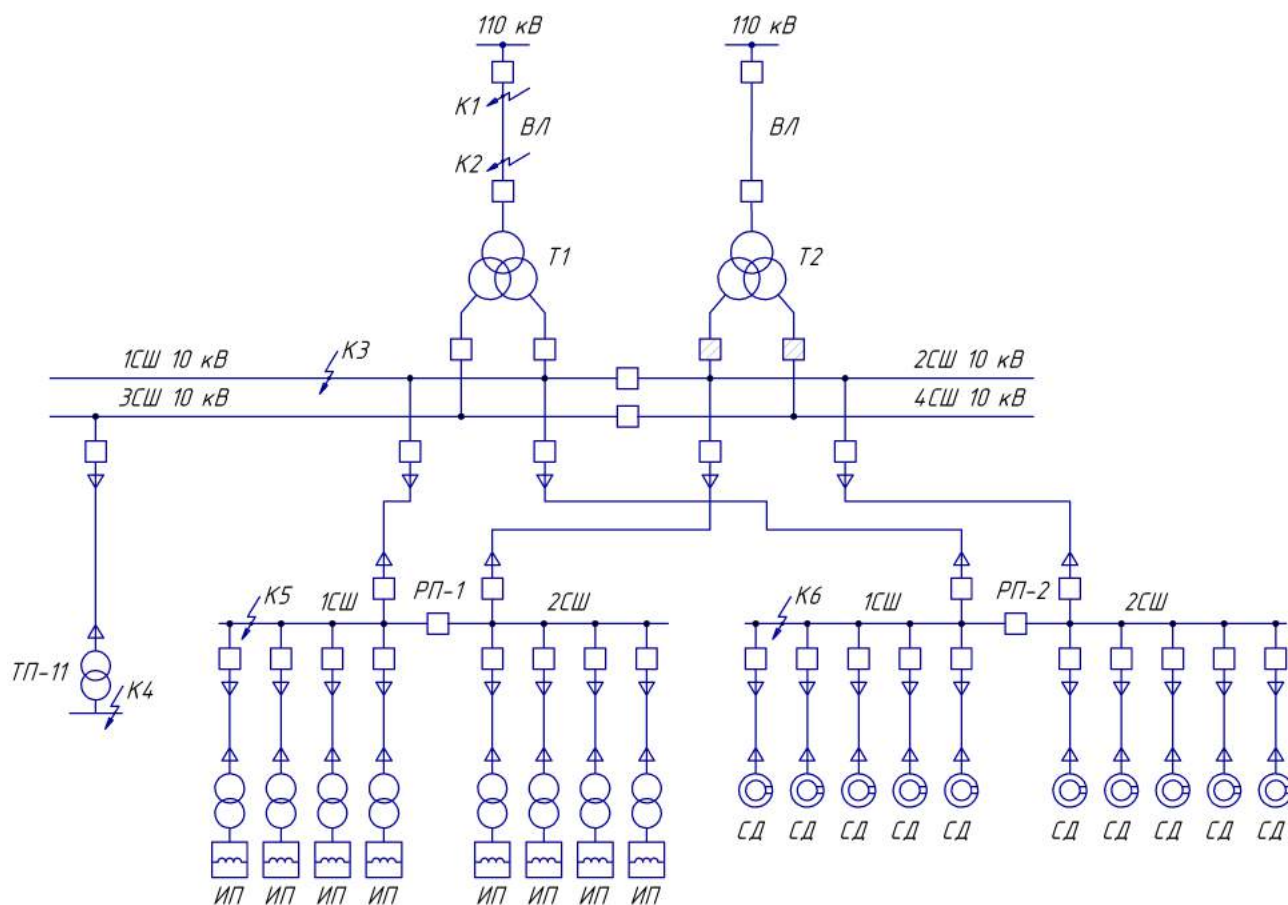 110 кВ 110 кВ
К1
ВЛ ВЛ
К2
Т1 Т2
К3
1СШ 10 кВ 2СШ 10 кВ
3СШ 10 кВ 4СШ 10 кВ
К5 1СШ РП-1 2СШ К6 1СШ РП-2 2СШ
ТП-11 К4
СД СД СД СД СД СД СД СД СД СД
ИП ИП ИП ИП ИП ИП ИП ИП